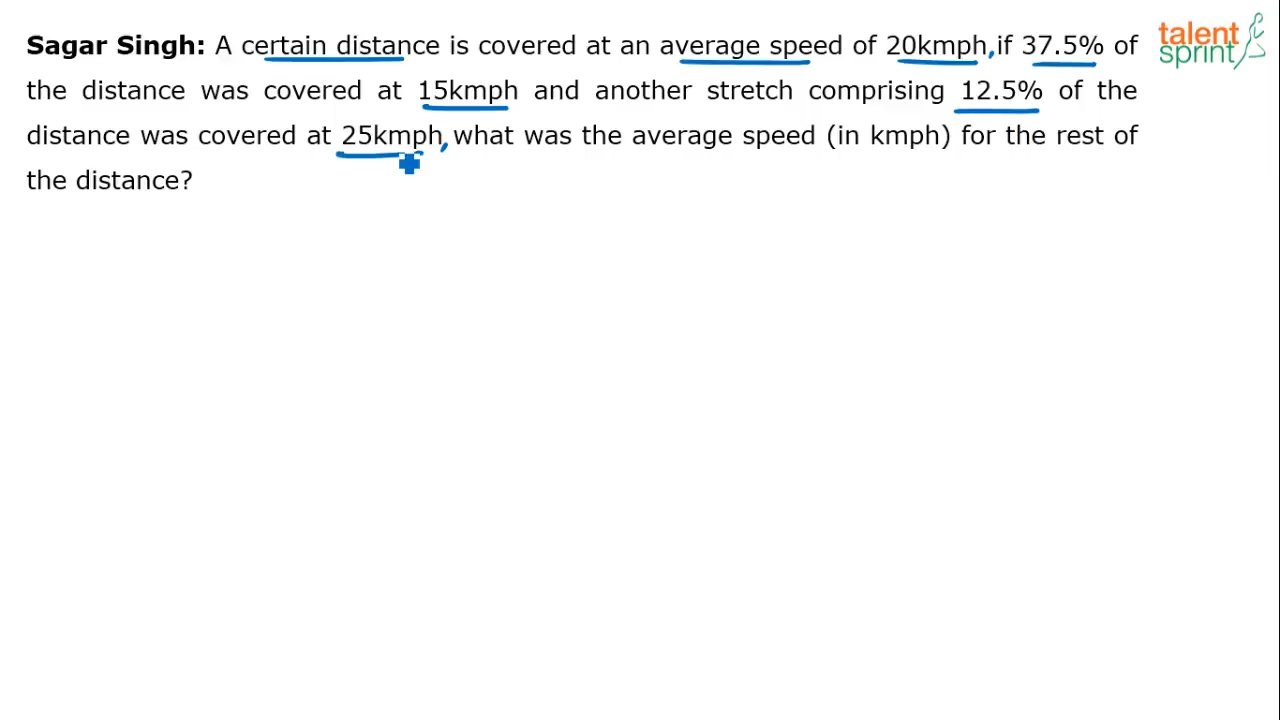 Sagar Singh: A certain distance is covered at an average speed of 20kmph,if 37.5% of
the distance was covered at 15kmph and another stretch comprising 12.5% of the
distance was covered at 25kmph,what was the average speed (in kmph) for the rest of
the distance?
talent
sprint